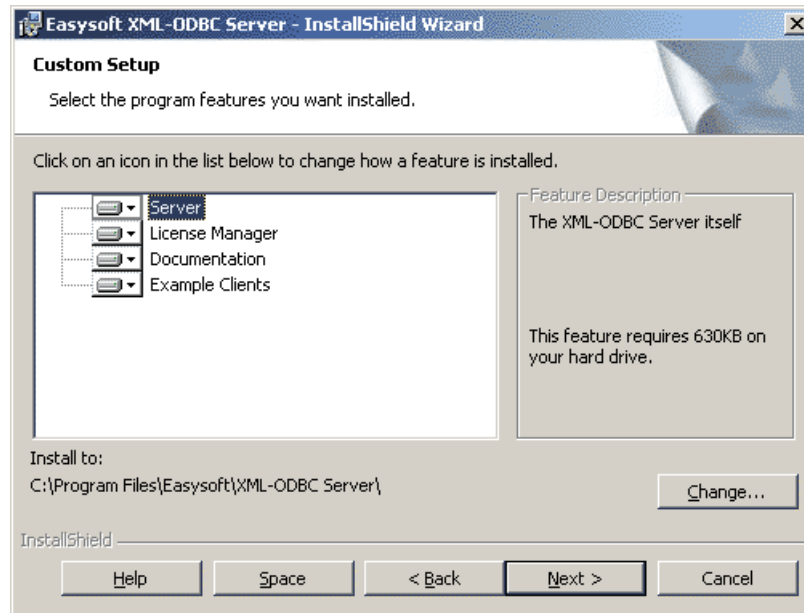 Easysoft XML-ODBC Server - InstallShield Wizard
Custom Setup
Select the program features you want installed.
Click on an icon in the list below to change how a feature is installed.
Server
License Manager
Documentation
Example Clients
Feature Description
The XML-ODBC Server itself
This feature requires 630KB on
your hard drive.
Install to:
C:\Program Files\Easysoft\XML-ODBC Server\
Change...
InstallShield
Help
Space
< Back
Next >
Cancel